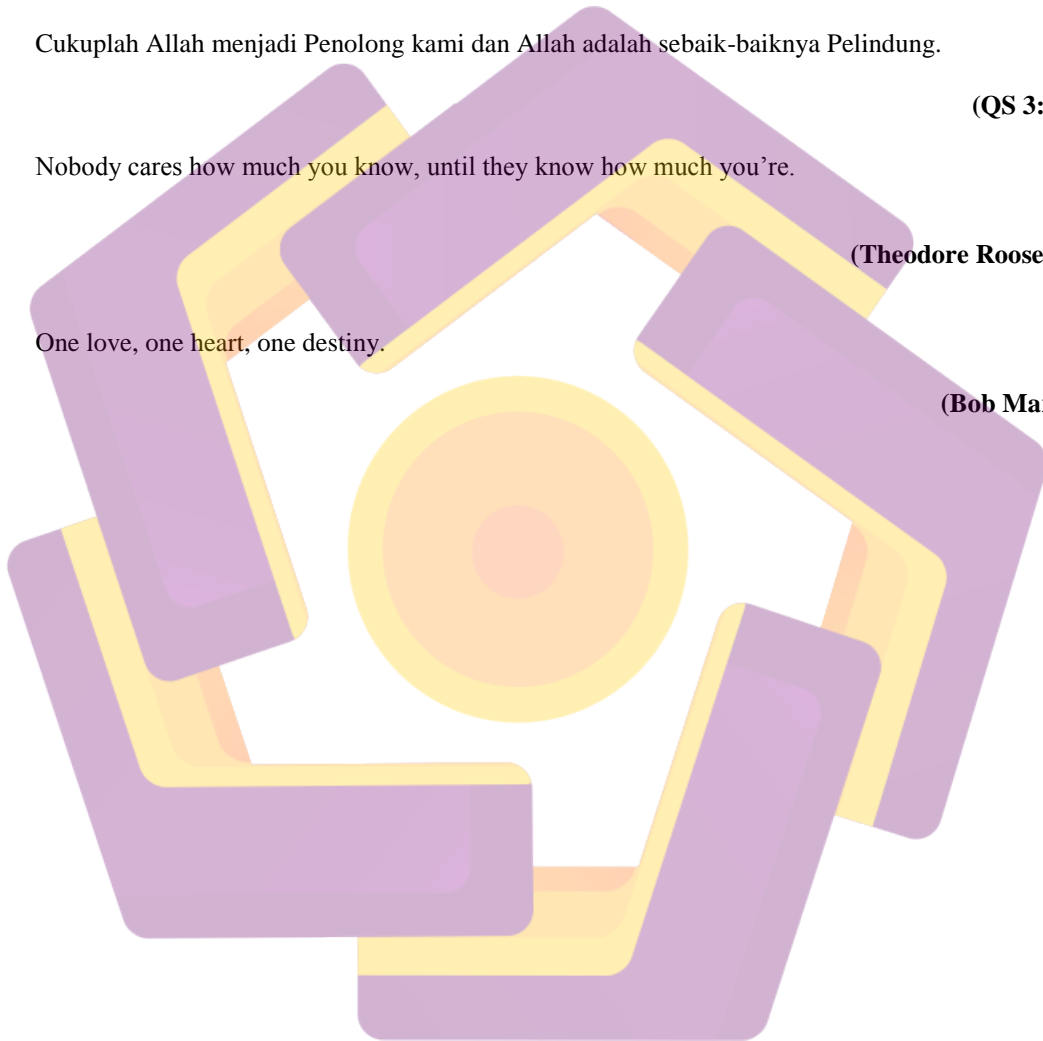 Cukuplah Allah menjadi Penolong kami dan Allah adalah sebaik-baiknya Pelindung.
(QS 3:
Nobody cares how much you know, until they know how much you’re.
(Theodore Roose
One love, one heart, one destiny.
(Bob Mar